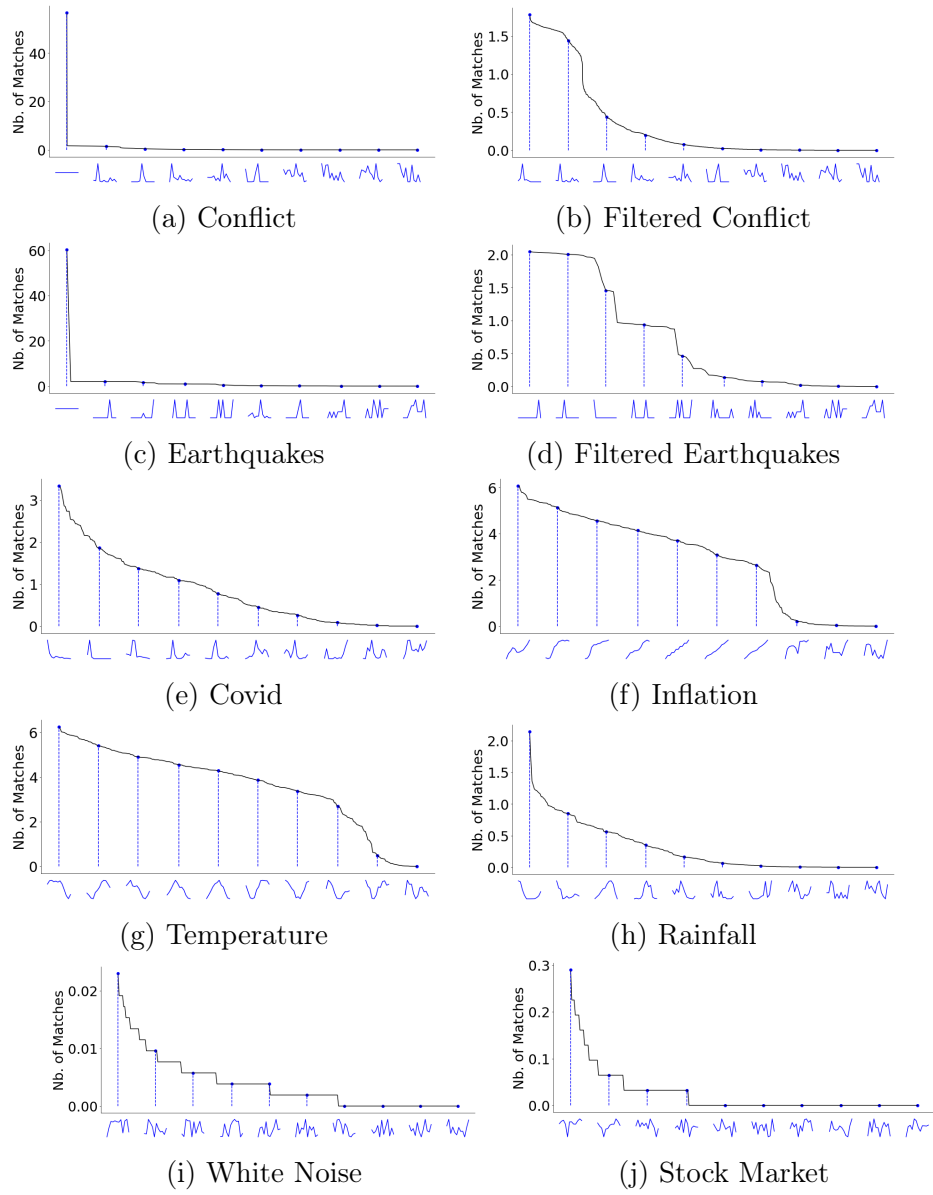 Nb. of Matches
40
20
0
(a) Conflict
Nb. of Matches
1.5
1.0
0.5
0.0
(b) Filtered Conflict
Nb. of Matches
60
40
20
0
(c) Earthquakes
Nb. of Matches
2.0
1.5
1.0
0.5
0.0
(d) Filtered Earthquakes
Nb. of Matches
3
2
1
0
(e) Covid
Nb. of Matches
6
4
2
0
(f) Inflation
Nb. of Matches
6
4
2
0
(g) Temperature
Nb. of Matches
2.0
1.5
1.0
0.5
0.0
(h) Rainfall
Nb. of Matches
0.02
0.01
0.00
(i) White Noise
Nb. of Matches
0.3
0.2
0.1
0.0
(j) Stock Market